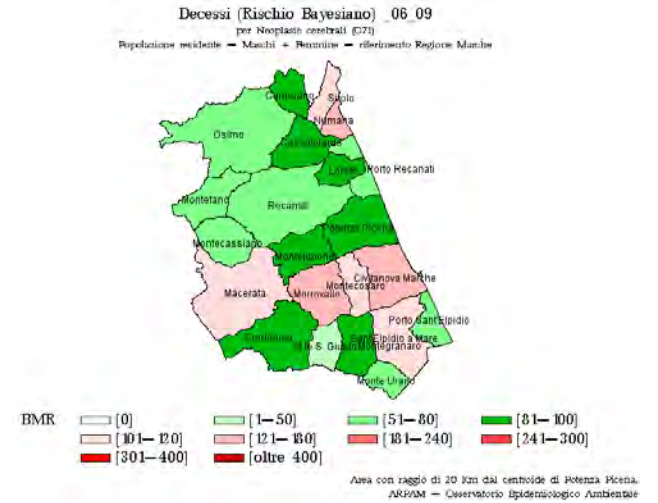 Decessi (Rischio Bayesiano) _06_09
per Neoplasie cerebrali (C71)
Popolazione residente — Maschi + Femmine — riferimento Regione Marche
Camerano
Sirolo
Numana
Osimo
Castelfidardo
Loreto
Porto Recanati
Montefano
Recanati
Potenza Picena
Montecassiano
Montelupone
Civitanova Marche
Montecosaro
Macerata
Morrovalle
Porto Sant'Elpidio
Corridonia
Sant'Elpidio a Mare
S. Giusto
Montegranaro
Monte Urano
BMR [0] [1—50] [51—80] [81—100]
[101—120] [121—180] [181—240] [241—300]
[301—400] [oltre 400]
Area con raggio di 20 Km dal centroide di Potenza Picena.
ARPAM — Osservatorio Epidemiologico Ambientale